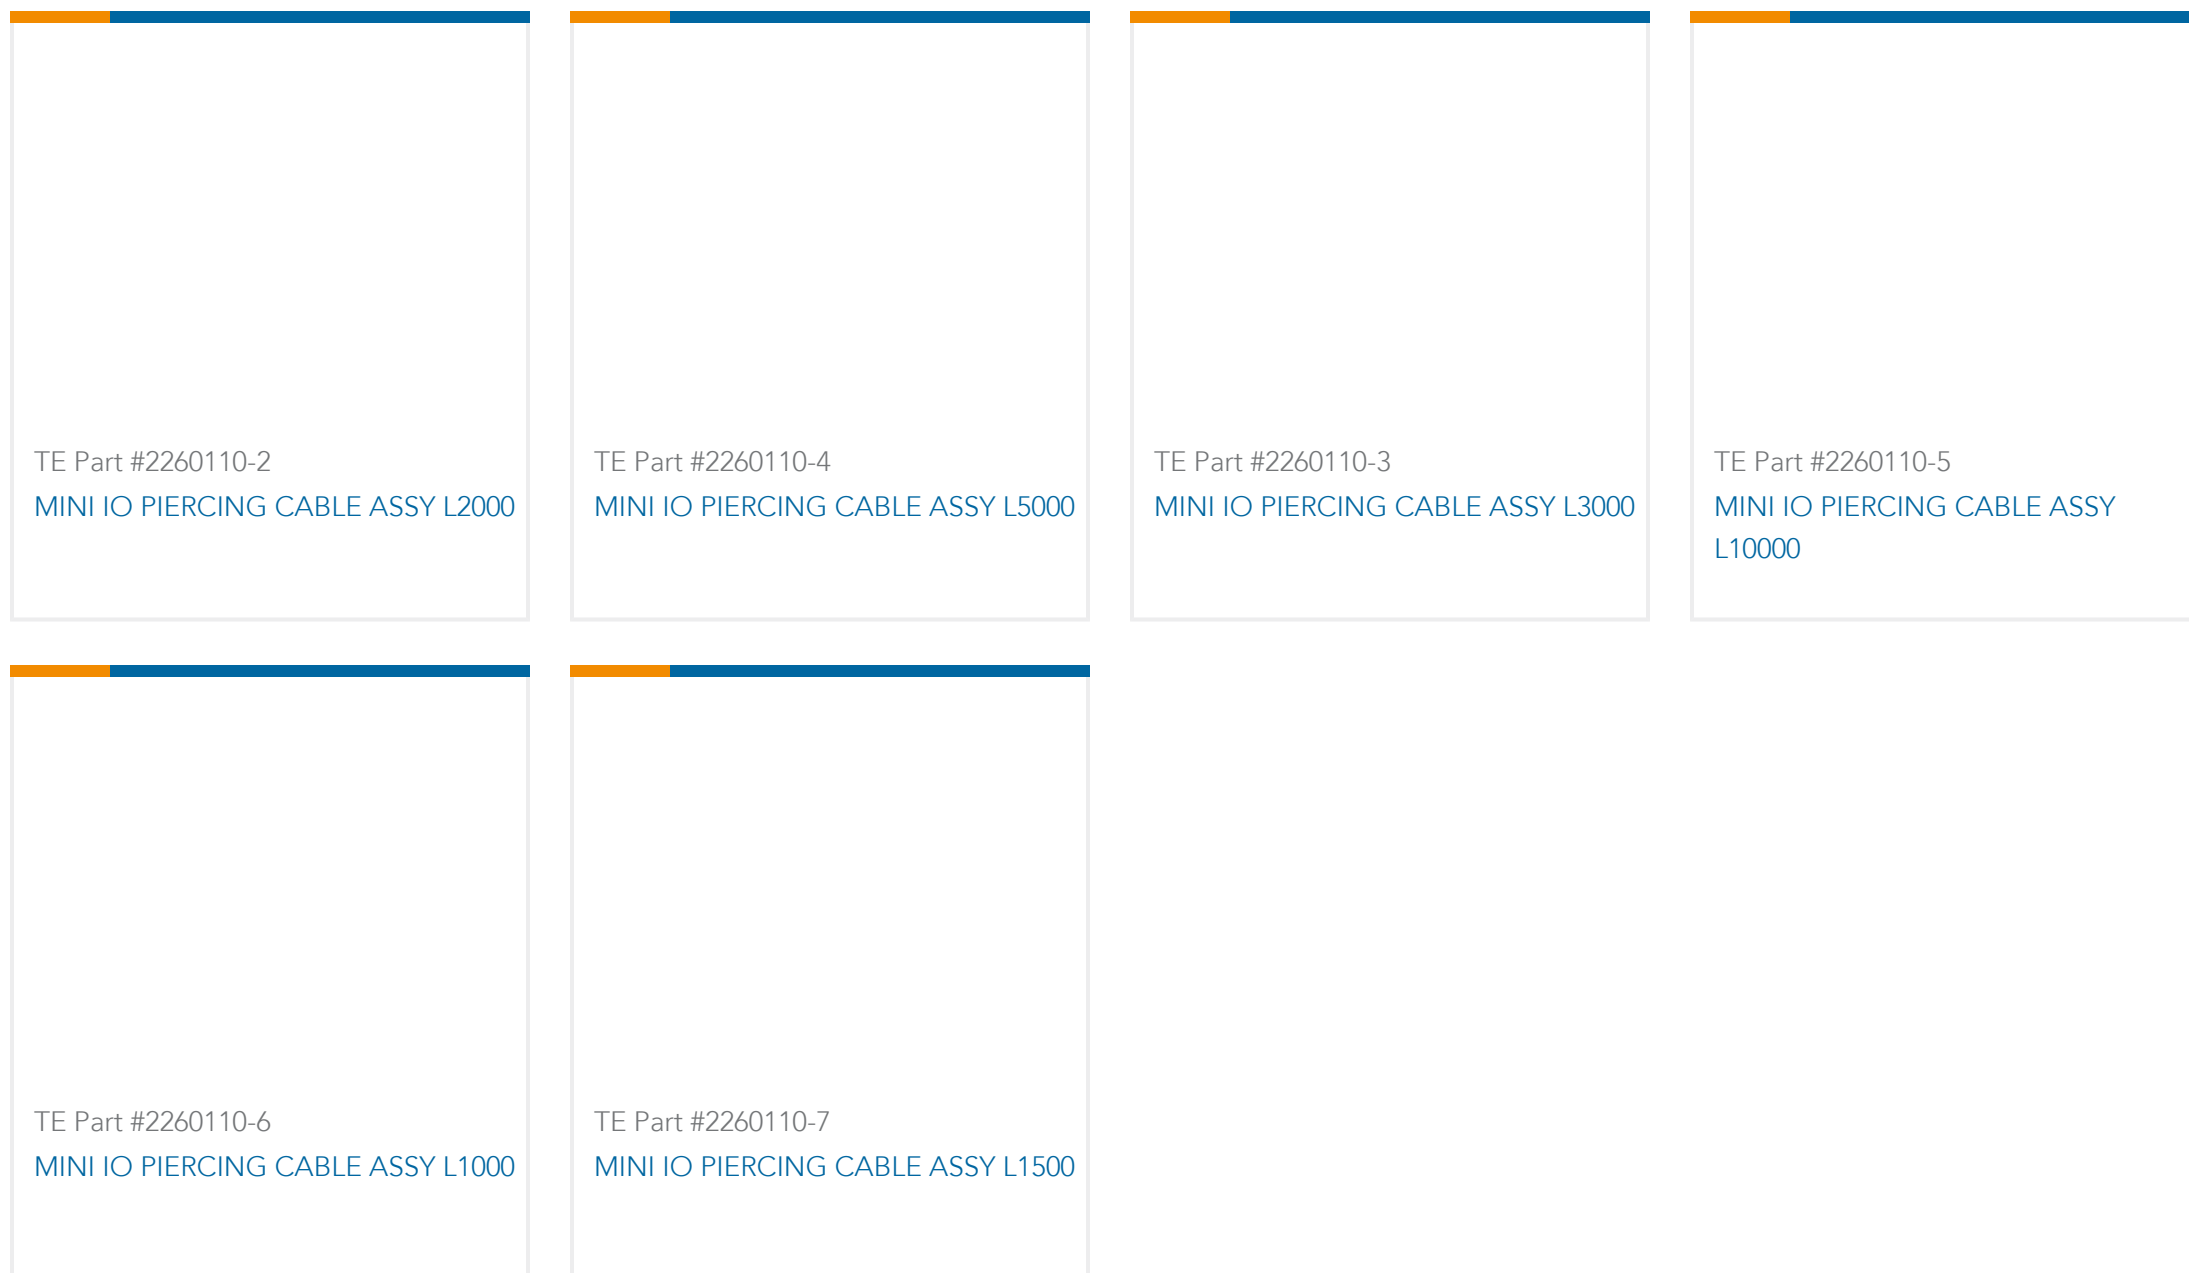 TE Part #2260110-2
MINI IO PIERCING CABLE ASSY L2000
TE Part #2260110-4
MINI IO PIERCING CABLE ASSY L5000
TE Part #2260110-3
MINI IO PIERCING CABLE ASSY L3000
TE Part #2260110-5
MINI IO PIERCING CABLE ASSY
L10000
TE Part #2260110-6
MINI IO PIERCING CABLE ASSY L1000
TE Part #2260110-7
MINI IO PIERCING CABLE ASSY L1500